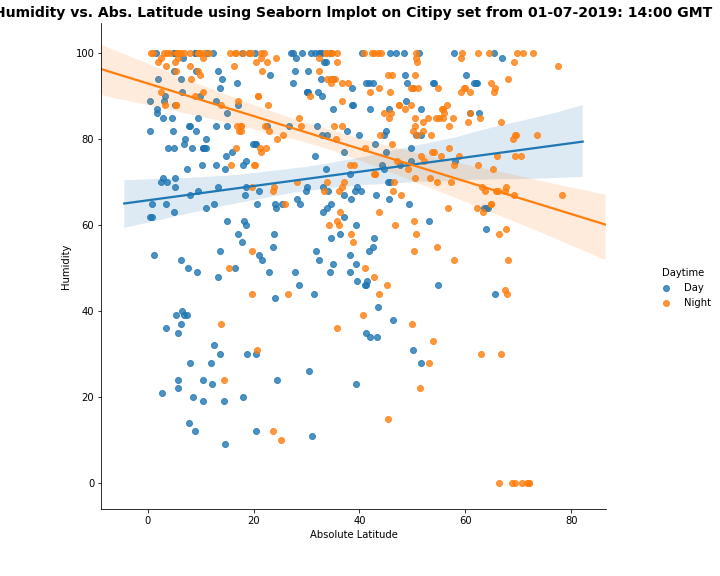 Humidity vs. Abs. Latitude using Seaborn lmplot on Citipy set from 01-07-2019: 14:00 GMT
100
80
60
40
20
0
Humidity
0 20 40 60 80
Absolute Latitude
Daytime
Day
Night